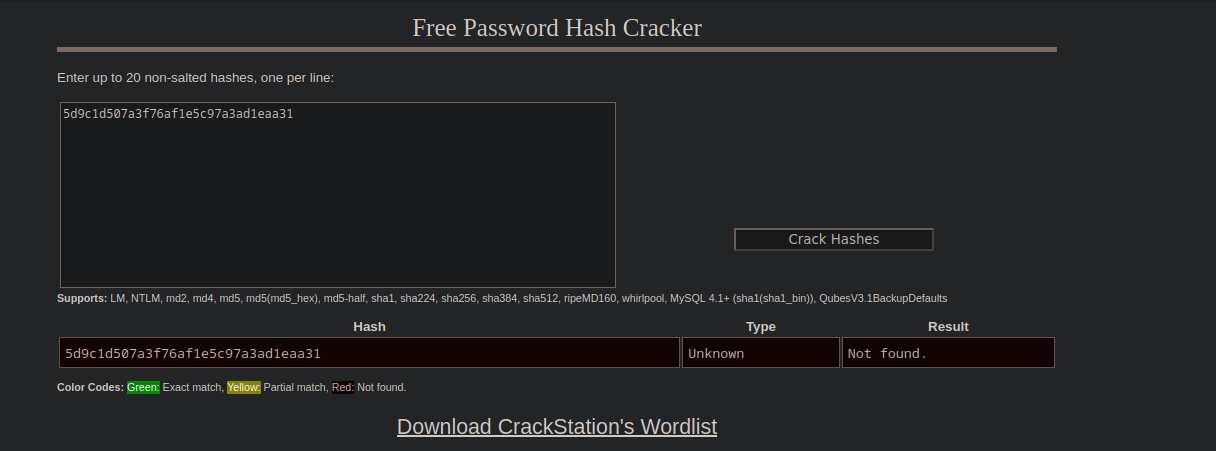 Free Password Hash Cracker
Enter up to 20 non-salted hashes, one per line:
5d9c1d507a3f76af1e5c97a3ad1eaa31
Crack Hashes
Supports: LM, NTLM, md2, md4, md5, md5(md5_hex), md5-half, sha1, sha224, sha256, sha384, sha512, ripeMD160, whirlpool, MySQL 4.1+ (sha1(sha1_bin)), QubesV3.1BackupDefaults
Hash Type Result
5d9c1d507a3f76af1e5c97a3ad1eaa31 Unknown Not found.
Color Codes: Green: Exact match, Yellow: Partial match, Red: Not found.
Download CrackStation's Wordlist